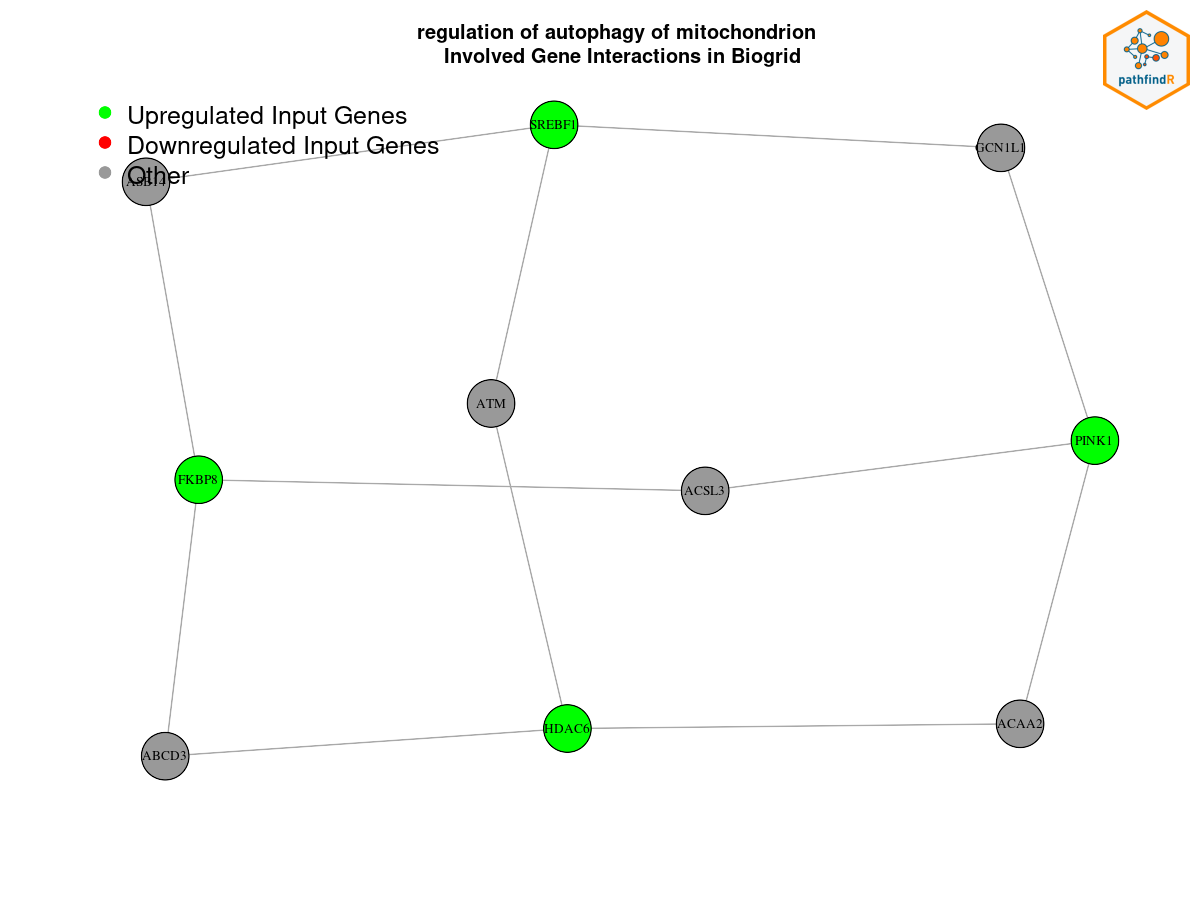 regulation of autophagy of mitochondrion
Involved Gene Interactions in Biogrid
pathfindR
Upregulated Input Genes
Downregulated Input Genes
Other
SREBF1
GCN1L1
ATM
PINK1
FKBP8
ACSL3
HDAC6
ACAA2
ABCD3